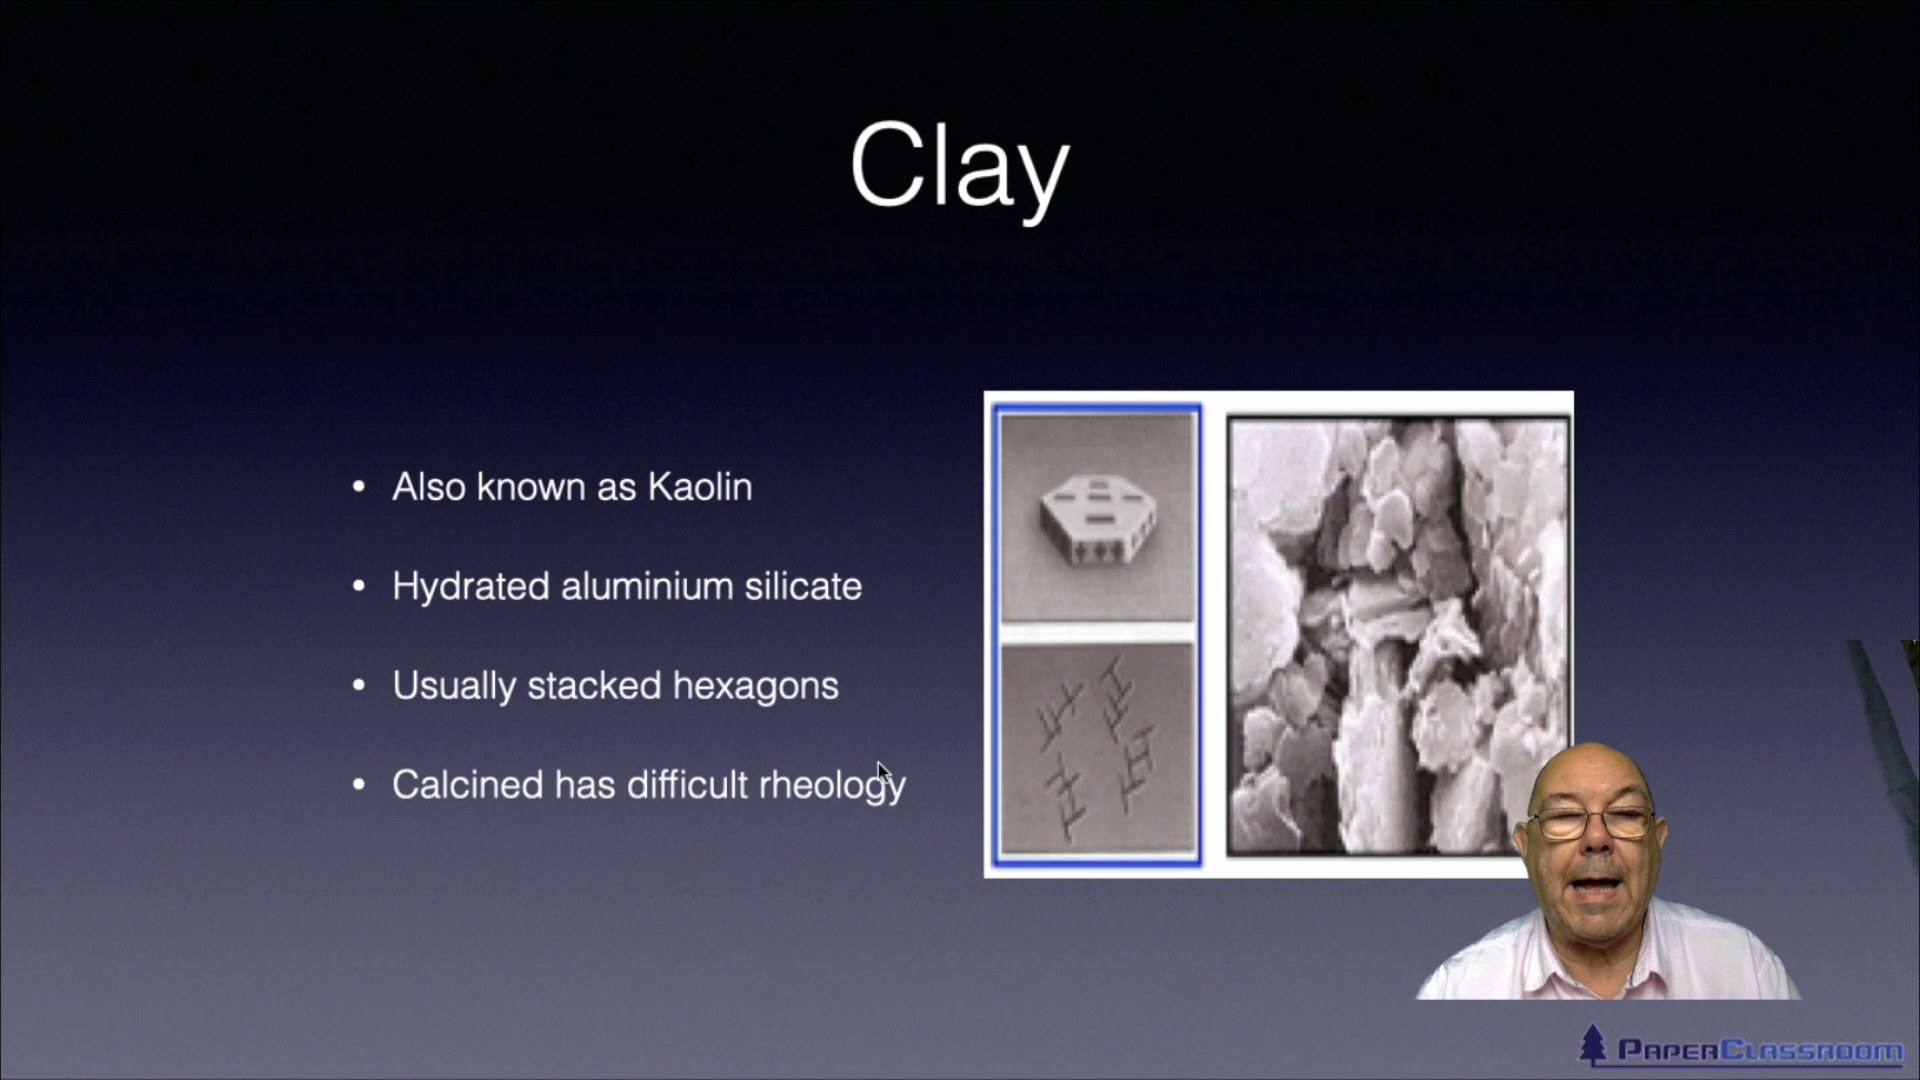 Clay
• Also known as Kaolin
• Hydrated aluminium silicate
• Usually stacked hexagons
• Calcined has difficult rheology
PAPERCLASSROOM